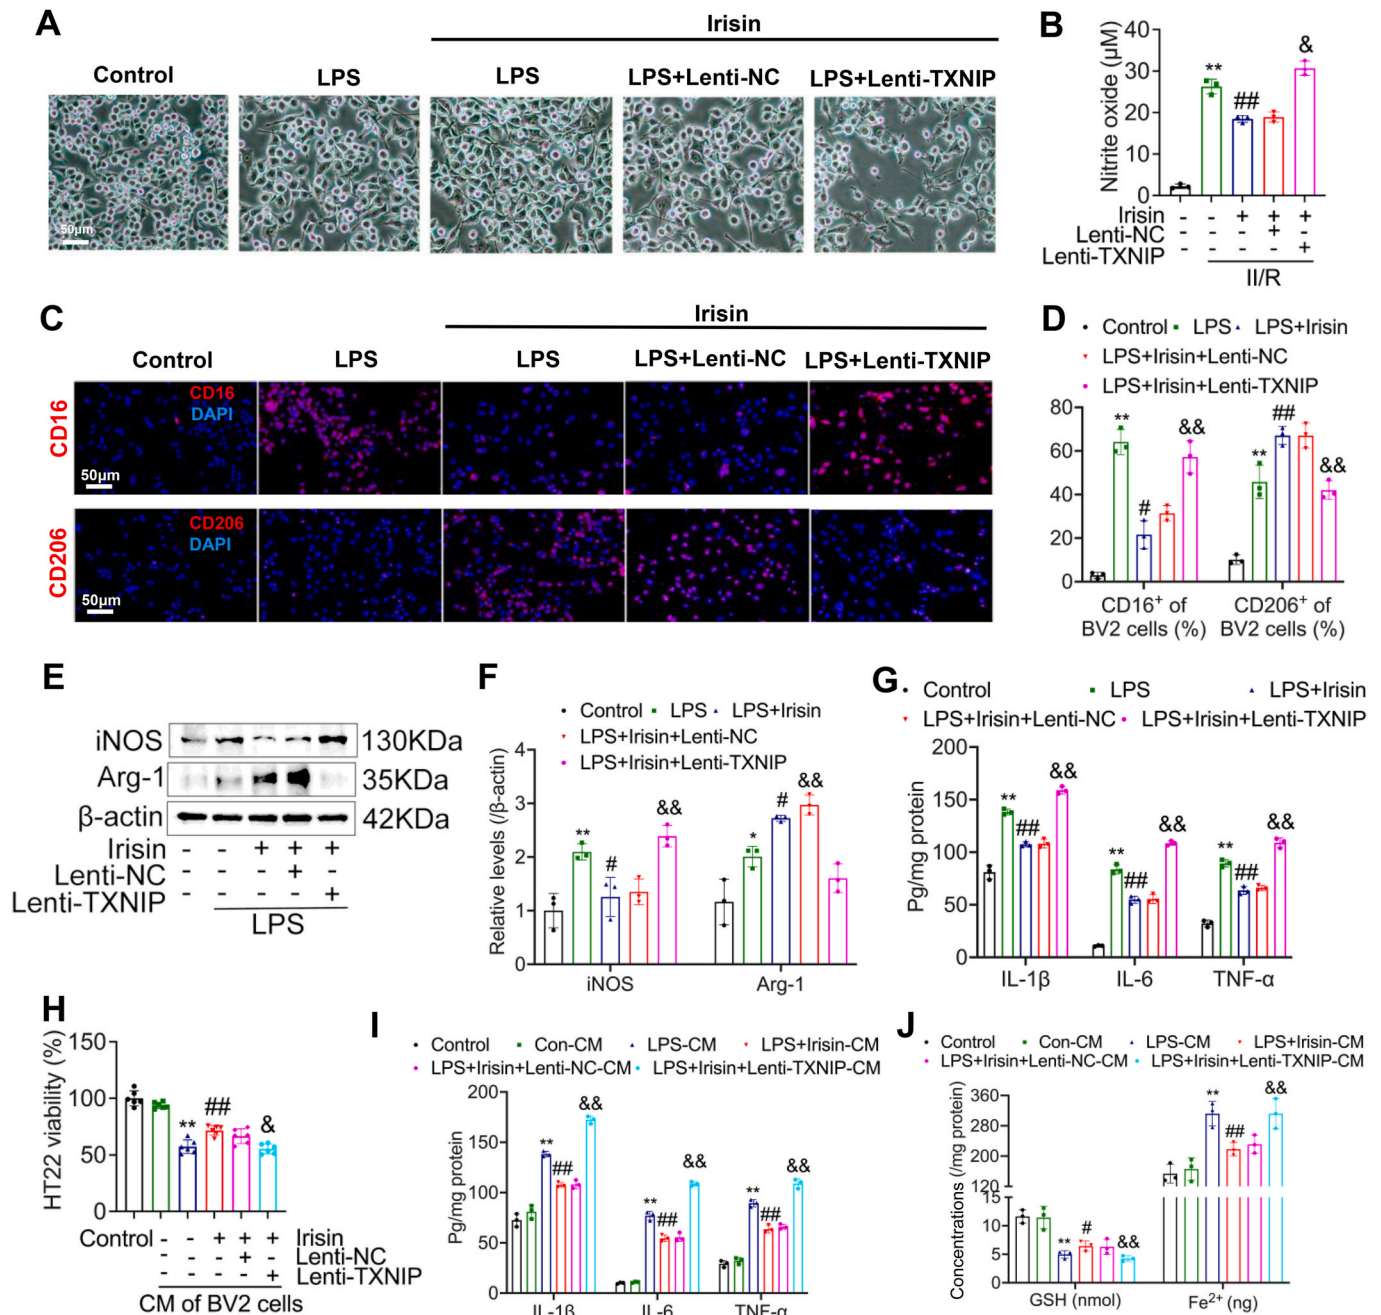 A
Irisin
Control
LPS
LPS
LPS+Lenti-NC
LPS+Lenti-TXNIP
50μm
B
Nitrite oxide (μM)
40
30
20
10
0
**
##
&
Irisin - - + + +
Lenti-NC +
Lenti-TXNIP - - +
II/R
C
Irisin
Control
LPS
LPS
LPS+Lenti-NC
LPS+Lenti-TXNIP
CD16
CD16
DAPI
50μm
CD206
CD206
DAPI
50μm
D
Control
LPS
LPS+Irisin
LPS+Irisin+Lenti-NC
LPS+Irisin+Lenti-TXNIP
80
60
40
20
0
**
#
&&
**
##
&&
CD16+ of
BV2 cells (%)
CD206+ of
BV2 cells (%)
E
iNOS
130KDa
Arg-1
35KDa
β-actin
42KDa
Irisin - - + + +
Lenti-NC - - +
Lenti-TXNIP - - +
LPS
F
Control
LPS
LPS+Irisin
LPS+Irisin+Lenti-NC
LPS+Irisin+Lenti-TXNIP
Relative levels (/β-actin)
4
3
2
1
0
**
#
&&
*
#
&&
iNOS
Arg-1
G
Control
LPS
LPS+Irisin
LPS+Irisin+Lenti-NC
LPS+Irisin+Lenti-TXNIP
Pg/mg protein
200
150
100
50
0
**
##
&&
**
##
&&
**
##
&&
IL-1β
IL-6
TNF-α
H
HT22 viability (%)
150
100
50
0
**
##
&
Control - - + + + Irisin
- - + Lenti-NC
- - + Lenti-TXNIP
CM of BV2 cells
I
Control
Con-CM
LPS-CM
LPS+Irisin-CM
LPS+Irisin+Lenti-NC-CM
LPS+Irisin+Lenti-TXNIP-CM
Pg/mg protein
200
150
100
50
0
**
##
&&
**
##
&&
**
##
&&
IL-1β
IL-6
TNF-α
J
Control
Con-CM
LPS-CM
LPS+Irisin-CM
LPS+Irisin+Lenti-NC-CM
LPS+Irisin+Lenti-TXNIP-CM
Concentrations (/mg protein)
360
280
200
120
15
10
5
0
**
#
&&
**
##
&&
GSH (nmol)
Fe2+ (ng)